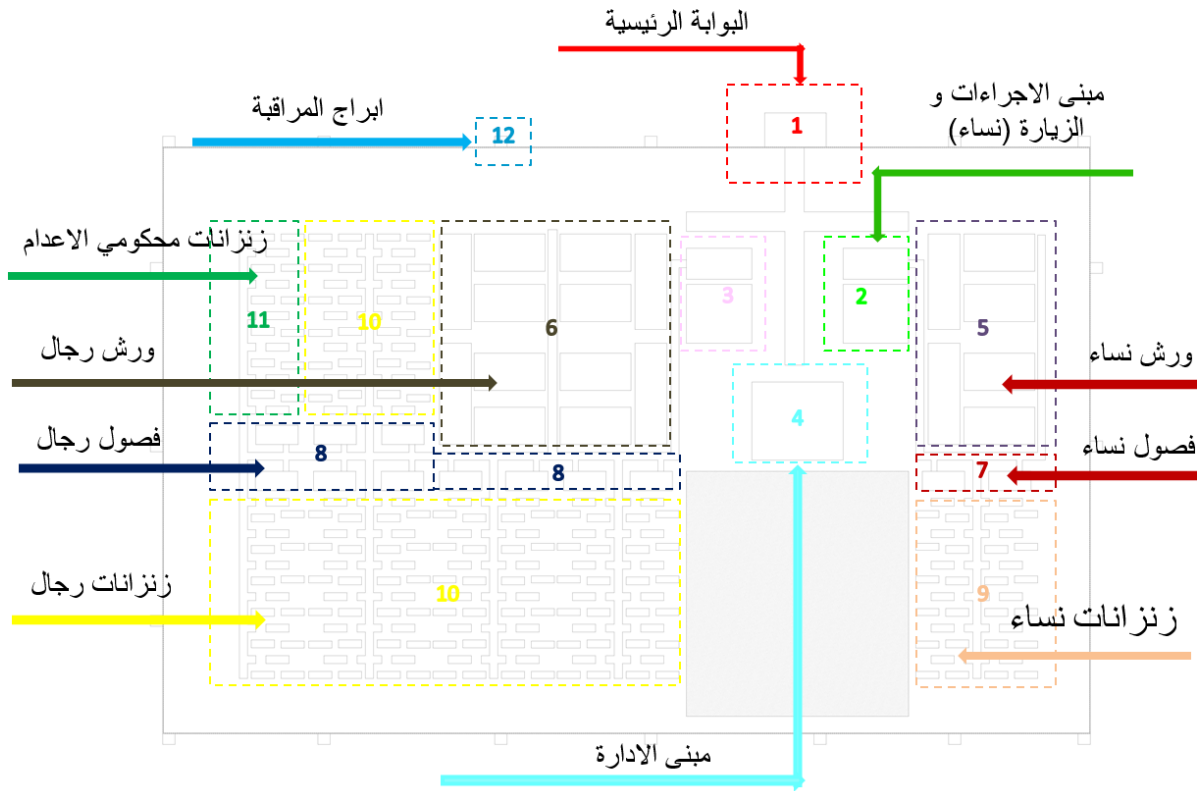 البوابة الرئيسية
مبنى الاجراءات و
الزيارة (نساء)
ابراج المراقبة
12
1
زنزانات محكومي الاعدام
3
2
11
10
6
5
ورش رجال
ورش نساء
4
فصول رجال
8
8
7
فصول نساء
زنزانات رجال
10
9
زنزانات نساء
مبنى الادارة